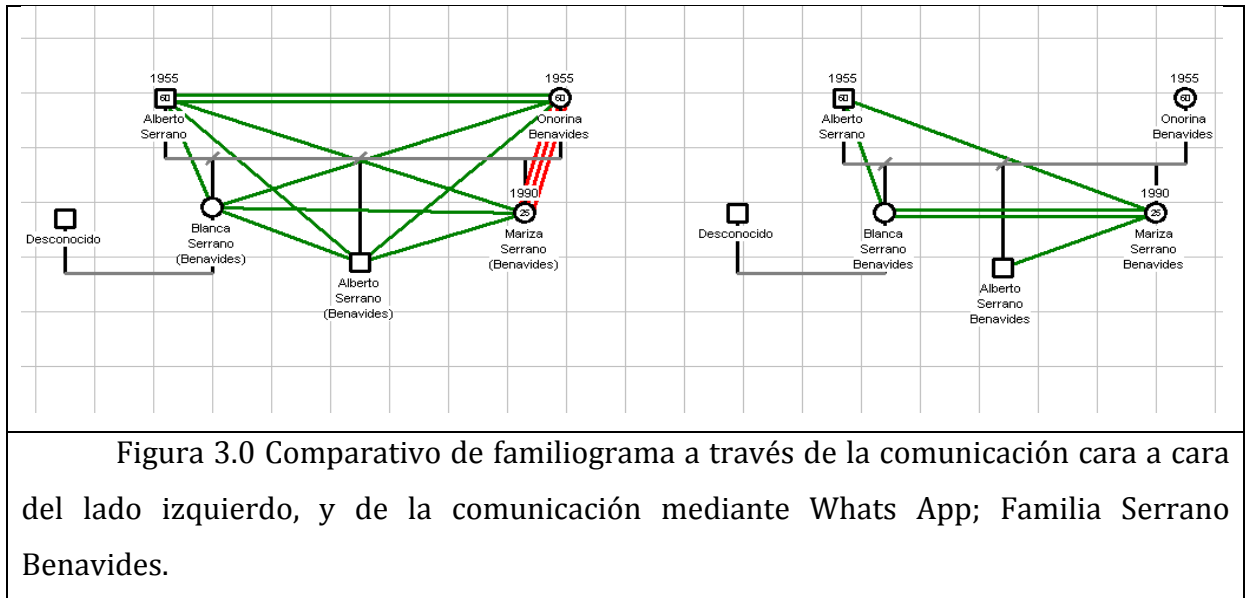 1955
60
Alberto
Serrano
1955
60
Onorina
Benavides
Desconocido
Blanca
Serrano
(Benavides)
Alberto
Serrano
(Benavides)
1990
25
Mariza
Serrano
(Benavides)
1955
60
Alberto
Serrano
1955
60
Onorina
Benavides
Desconocido
Blanca
Serrano
Benavides
Alberto
Serrano
Benavides
1990
25
Mariza
Serrano
Benavides
Figura 3.0 Comparativo de familiograma a través de la comunicación cara a cara
del lado izquierdo, y de la comunicación mediante Whats App; Familia Serrano
Benavides.